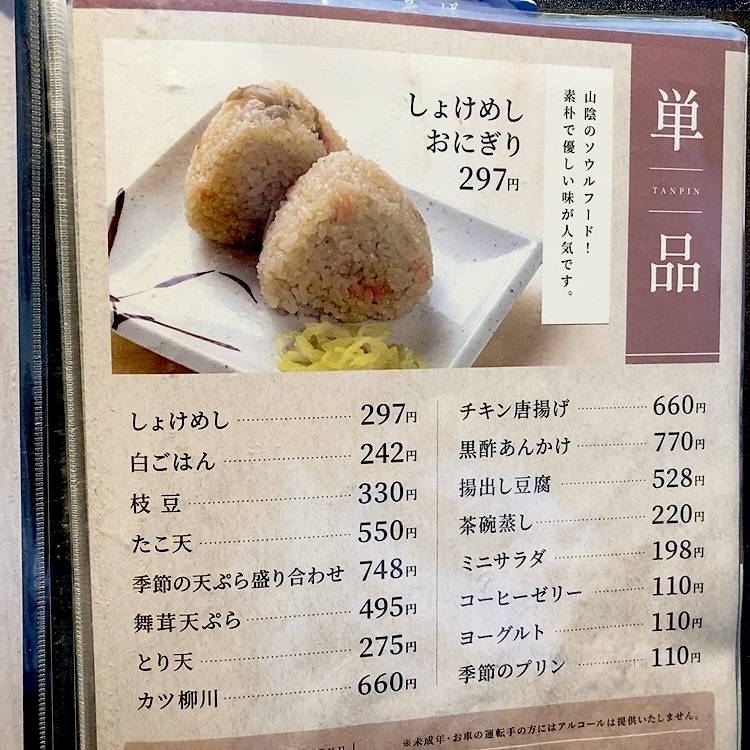 しょけめし
おにぎり
297円
山陰のソウルフード！
素朴で優しい味が人気です。
単品
TANPIN
しょけめし 297円
白ごはん 242円
枝豆 330円
たこ天 550円
季節の天ぷら盛り合わせ 748円
舞茸天ぷら 495円
とり天 275円
カツ柳川 660円
チキン唐揚げ 660円
黒酢あんかけ 770円
揚出し豆腐 528円
茶碗蒸し 220円
ミニサラダ 198円
コーヒーゼリー 110円
ヨーグルト 110円
季節のプリン 110円
※未成年・お車の運転手の方にはアルコールは提供いたしません。